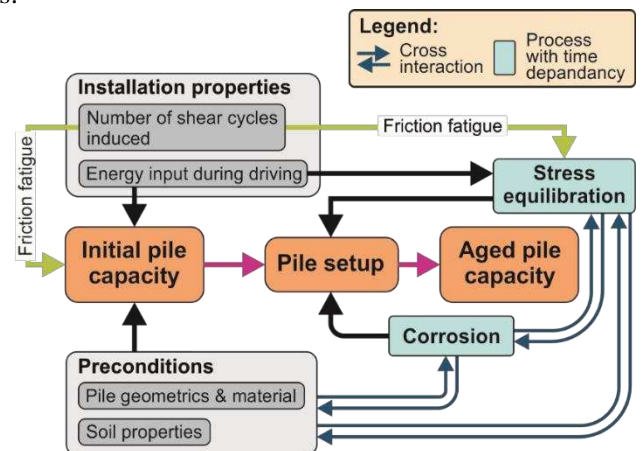 s.
Legend:
Cross
interaction
Process
with time
dependancy
Installation properties
Number of shear cycles
induced
Energy input during driving
Friction fatigue
Friction fatigue
Stress
equilibration
Initial pile
capacity
Pile setup
Aged pile
capacity
Corrosion
Preconditions
Pile geometrics & material
Soil properties